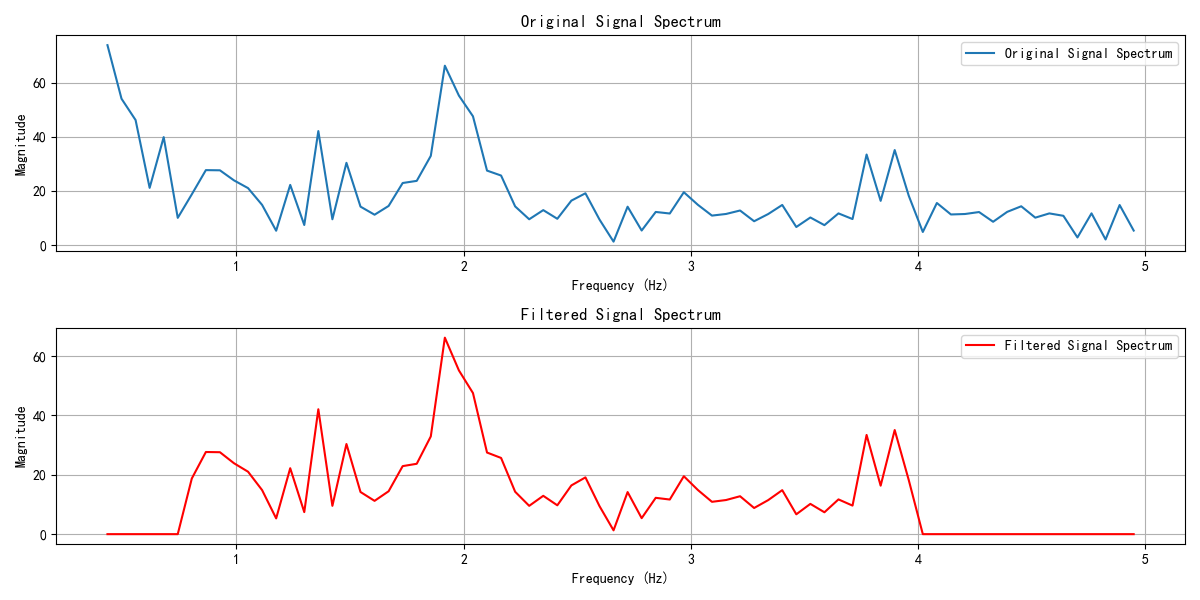 Original Signal Spectrum
Original Signal Spectrum
Magnitude
60
40
20
0
1 2 3 4 5
Frequency (Hz)
Filtered Signal Spectrum
Filtered Signal Spectrum
Magnitude
60
40
20
0
1 2 3 4 5
Frequency (Hz)